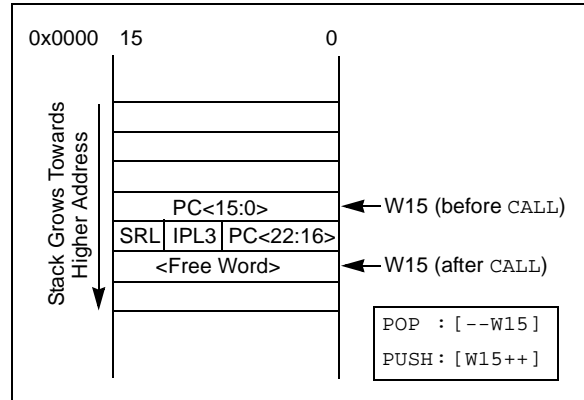 0x0000 15 0
Stack Grows Towards
Higher Address
PC<15:0>
W15 (before CALL)
SRL IPL3 PC<22:16>
<Free Word>
W15 (after CALL)
POP : [--W15]
PUSH: [W15++]